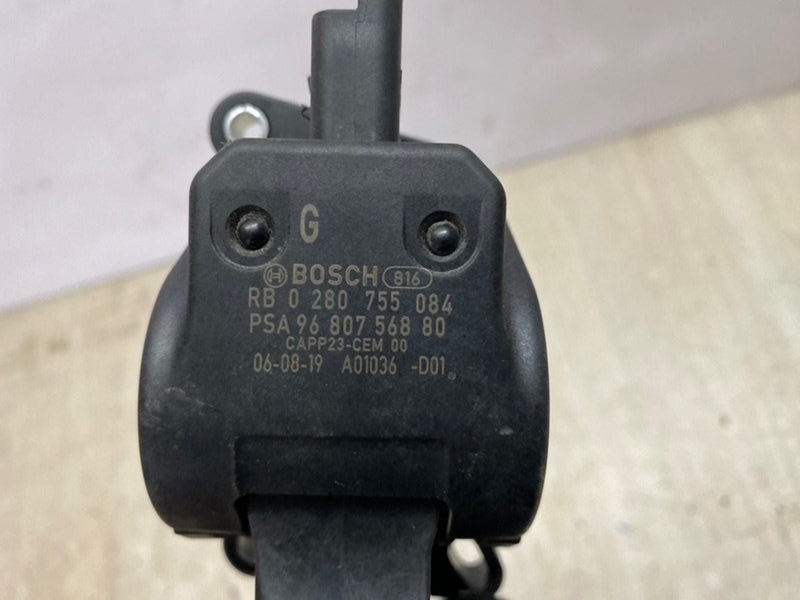 G
BOSCH 816
RB 0 280 755 084
PSA 96 807 568 80
CAPP23-CEM 00
06-08-19 A01036 -D01